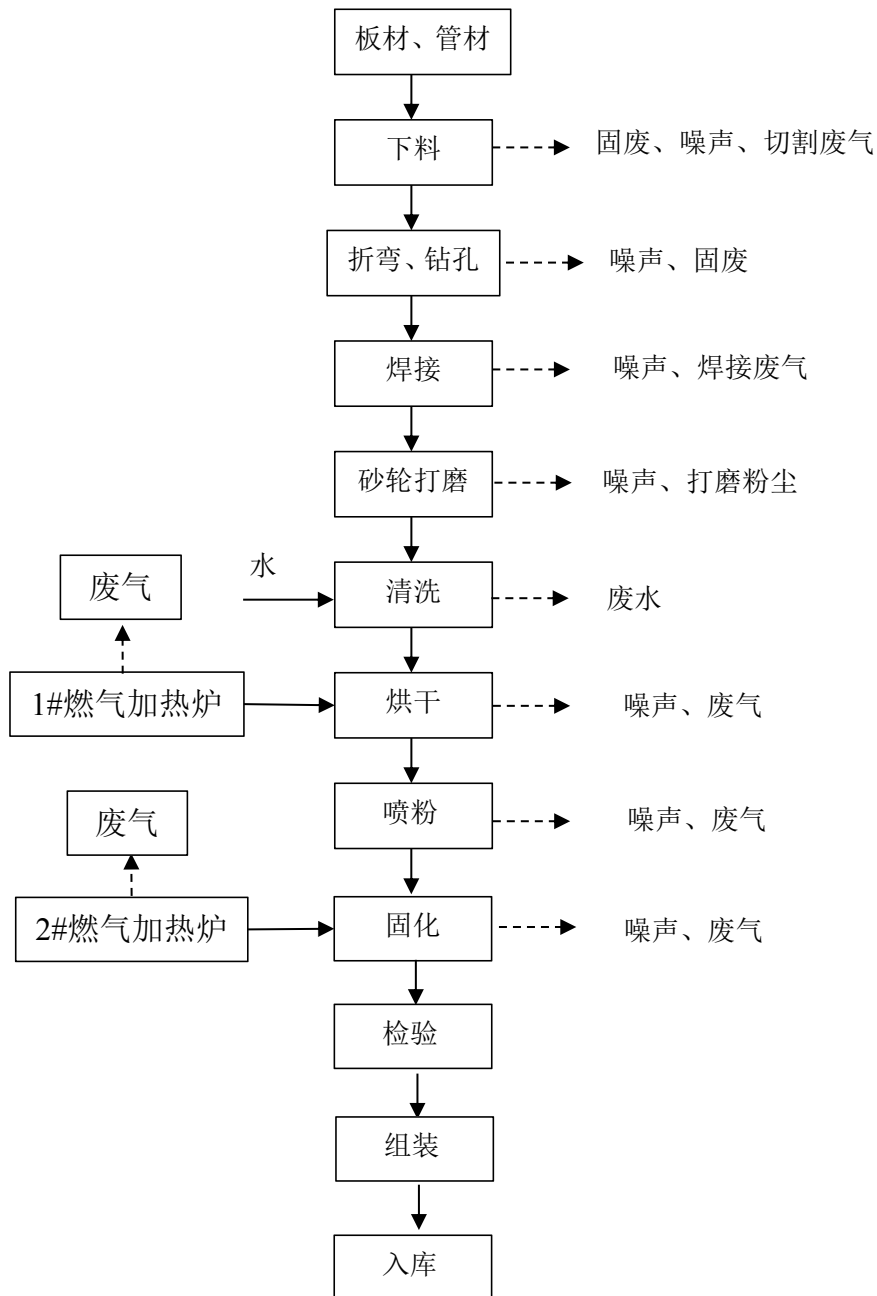 板材、管材
下料
固废、噪声、切割废气
折弯、钻孔
噪声、固废
焊接
噪声、焊接废气
砂轮打磨
噪声、打磨粉尘
废气
水
清洗
废水
1#燃气加热炉
烘干
噪声、废气
废气
喷粉
噪声、废气
2#燃气加热炉
固化
噪声、废气
检验
组装
入库